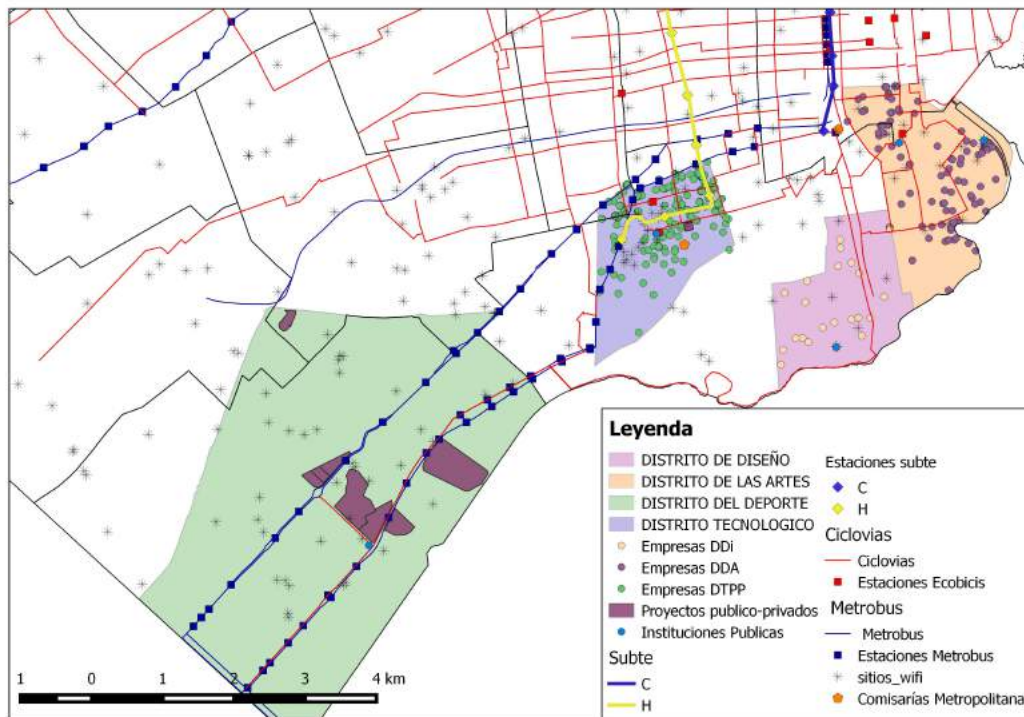 Leyenda
DISTRITO DE DISEÑO
DISTRITO DE LAS ARTES
DISTRITO DEL DEPORTE
DISTRITO TECNOLOGICO
Empresas DDi
Empresas DDA
Empresas DTPP
Proyectos publico-privados
Instituciones Publicas
Subte
C
H
Estaciones subte
C
H
Ciclovias
Ciclovias
Estaciones Ecobicis
Metrobus
Metrobus
Estaciones Metrobus
sitios_wifi
Comisarías Metropolitana
1 0 1 2 3 4 km